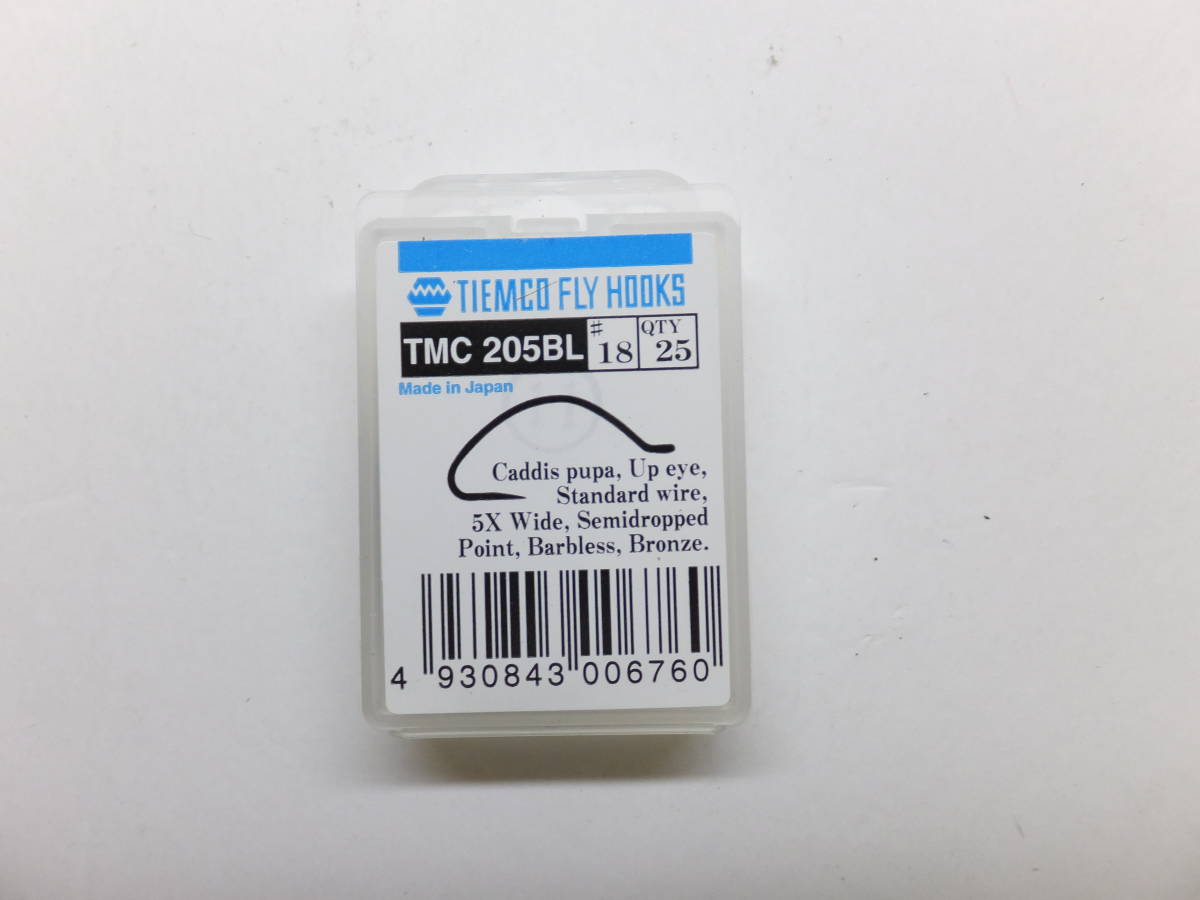 TIEMCO FLY HOOKS
TMC 205BL
# 18
QTY 25
Made in Japan
Caddis pupa, Up eye,
Standard wire,
5X Wide, Semidropped
Point, Barbless, Bronze.
4 930843 006760